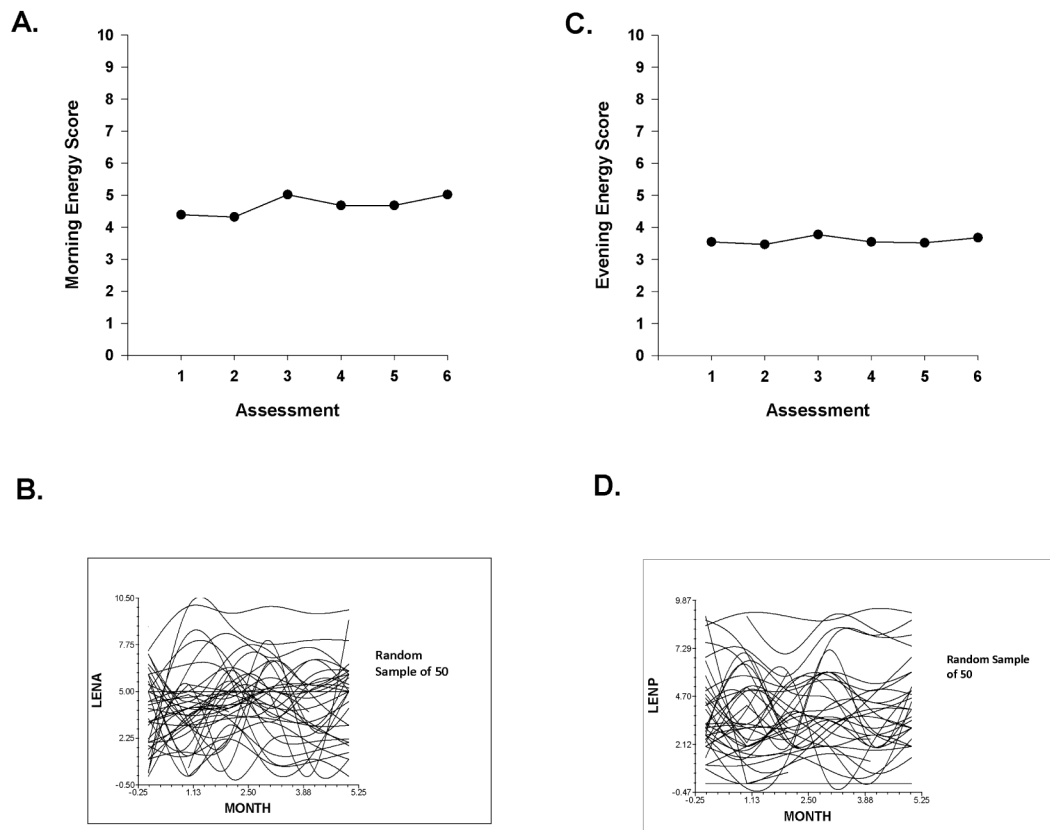 A.
10
9
8
7
6
5
4
3
2
1
0
Morning Energy Score
1 2 3 4 5 6
Assessment
C.
10
9
8
7
6
5
4
3
2
1
0
Evening Energy Score
1 2 3 4 5 6
Assessment
B.
10.50
7.75
5.00
2.25
-0.50
LENA
-0.25 1.13 2.50 3.88 5.25
MONTH
Random
Sample of 50
D.
9.87
7.29
4.70
2.12
-0.47
LENP
-0.25 1.13 2.50 3.88 5.25
MONTH
Random Sample
of 50